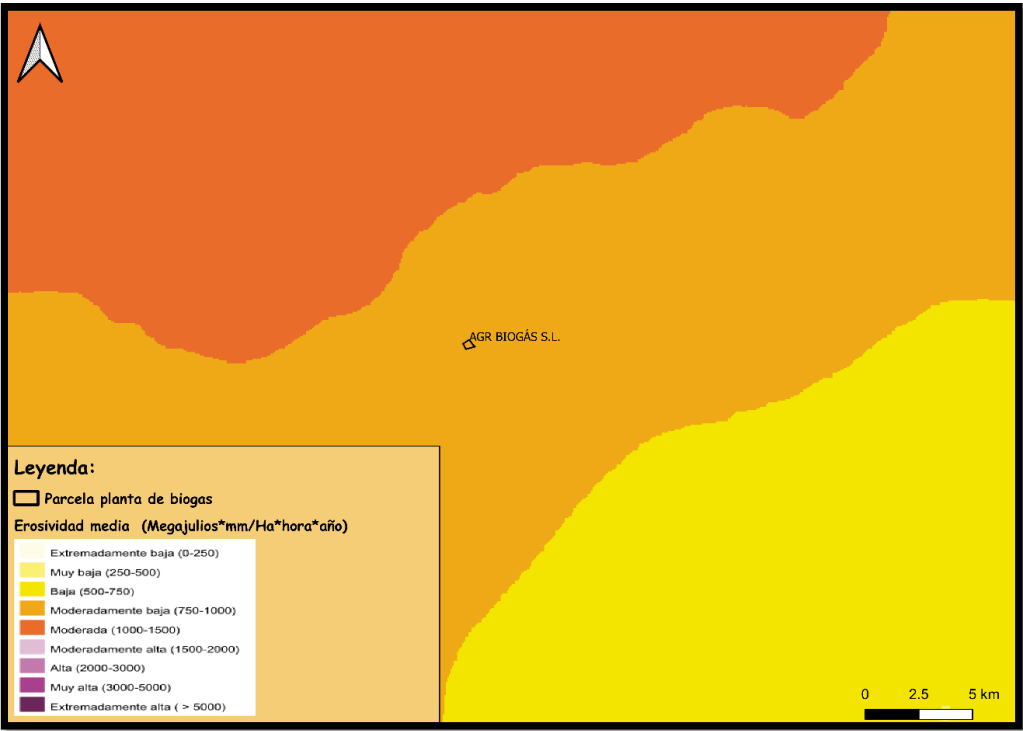 AGR BIOGÁS S.L.
Leyenda:
Parcela planta de biogas
Erosividad media (Megajulios*mm/Ha*hora*año)
Extremadamente baja (0-250)
Muy baja (250-500)
Baja (500-750)
Moderadamente baja (750-1000)
Moderada (1000-1500)
Moderadamente alta (1500-2000)
Alta (2000-3000)
Muy alta (3000-5000)
Extremadamente alta ( > 5000)
0 2.5 5 km